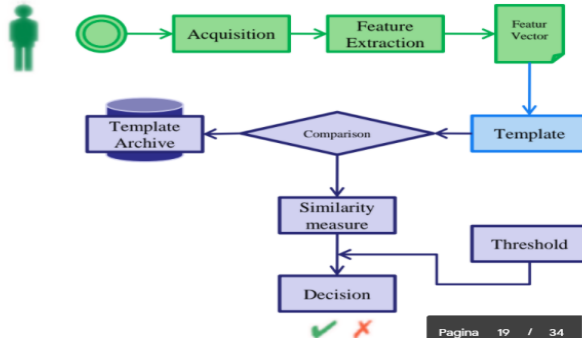 Acquisition
Feature
Extraction
Featur
Vector
Template
Archive
Comparison
Template
Similarity
measure
Threshold
Decision
Pagina 19 / 34